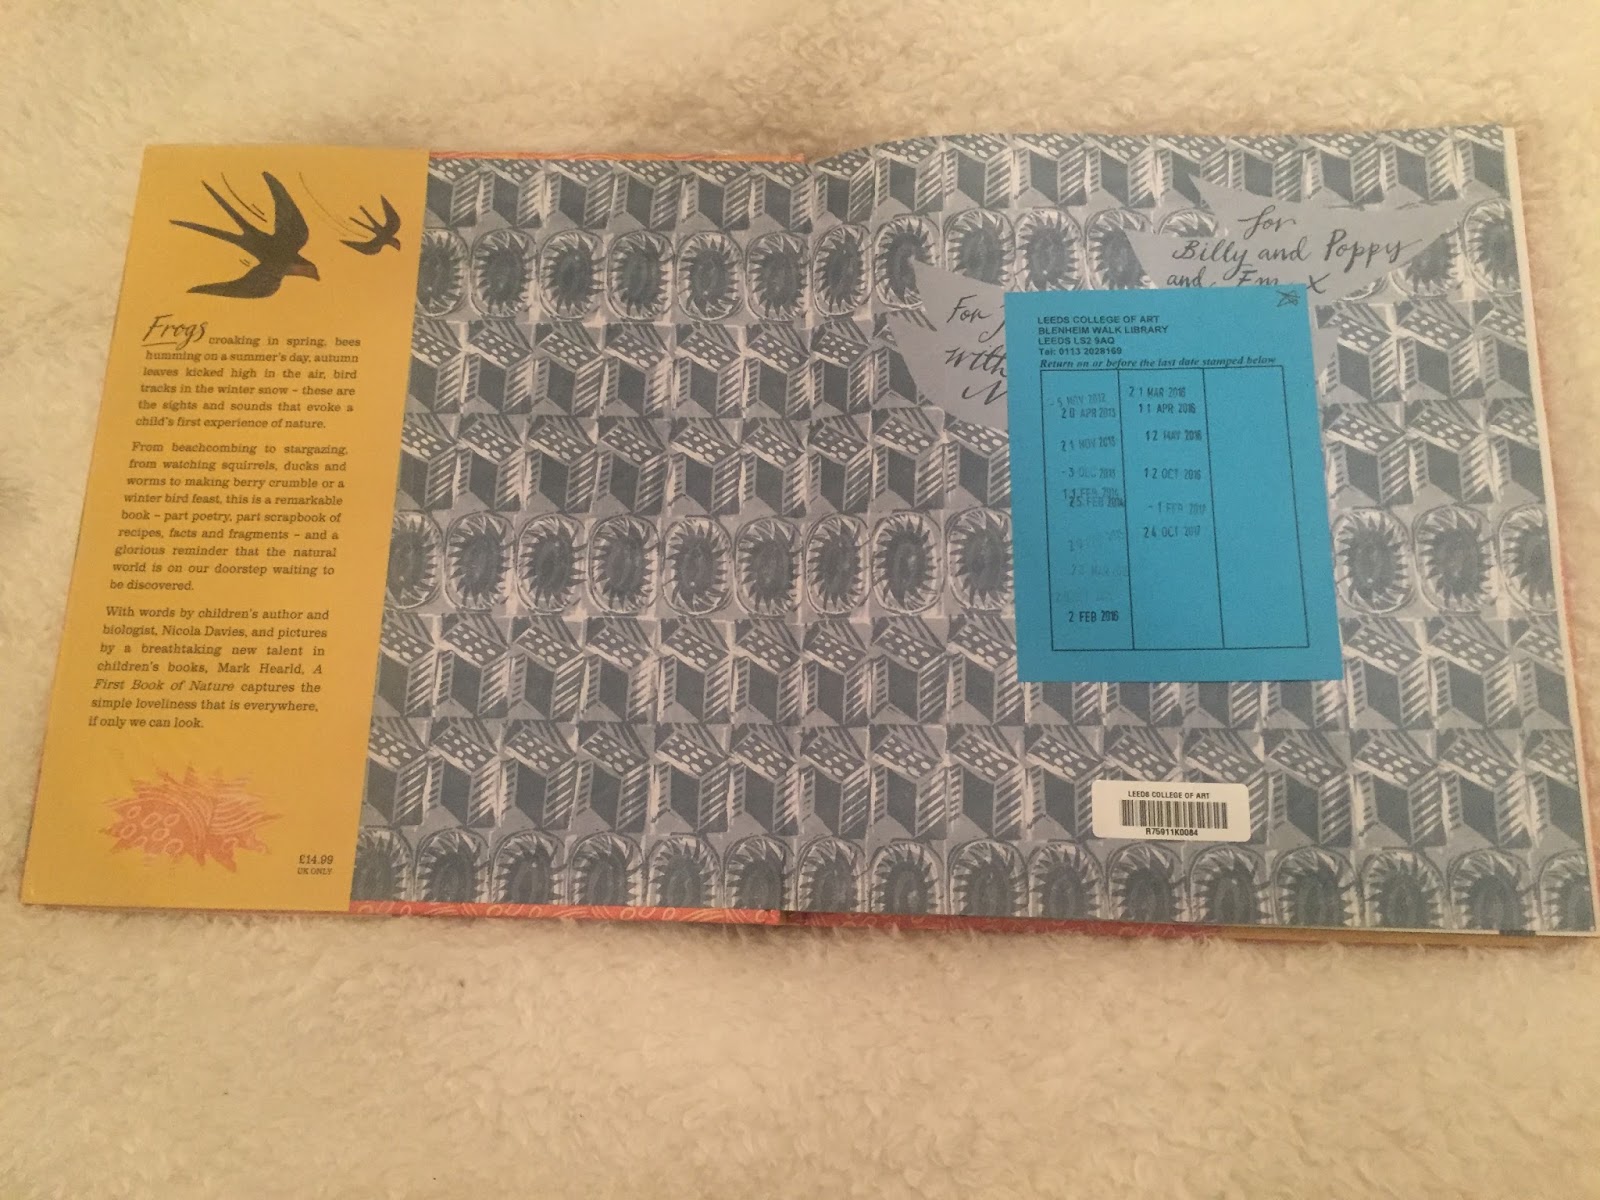 Frogs croaking in spring, bees
humming on a summer's day, autumn
leaves kicked high in the air, bird
tracks in the winter snow – these are
the sights and sounds that evoke a
child's first experience of nature.
From beachcombing to stargazing,
from watching squirrels, ducks and
worms to making berry crumble or a
winter bird feast, this is a remarkable
book – part poetry, part scrapbook of
recipes, facts and fragments – and a
glorious reminder that the natural
world is on our doorstep waiting to
be discovered.
With words by children's author and
biologist, Nicola Davies, and pictures
by a breathtaking new talent in
children's books, Mark Hearld, A
First Book of Nature captures the
simple loveliness that is everywhere,
if only we can look.
£14.99
UK ONLY
For
with
for
Billy and Poppy
and Em x
LEEDS COLLEGE OF ART
BLENHEIM WALK LIBRARY
LEEDS LS2 9AQ
Tel: 0113 2028169
Return on or before the last date stamped below
NOV 2012
APR 2013
21 NOV 2013
-3 DEC 2013
11 FEB
25 FEB
2 FEB 2016
21 MAR 2016
11 APR 2016
12 MAY 2016
12 OCT 2016
-1 FEB 2017
24 OCT 2017
LEEDS COLLEGE OF ART
R75911K0084